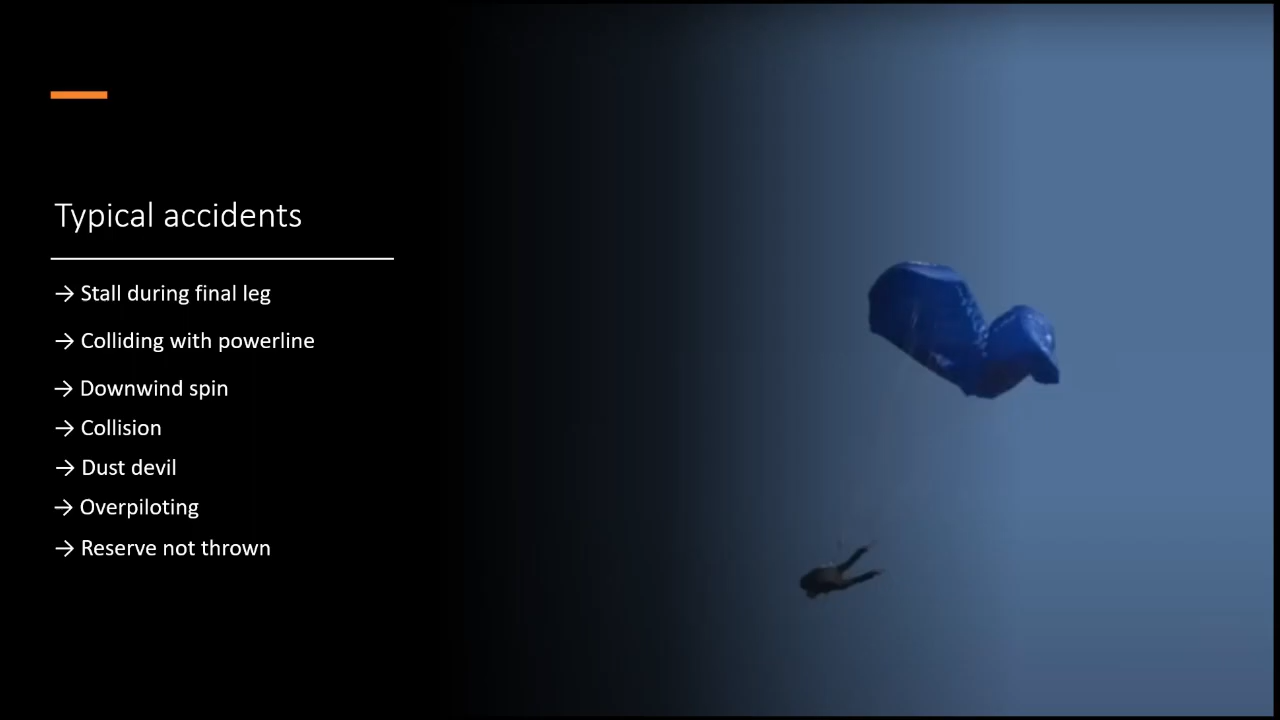 Typical accidents
→ Stall during final leg
→ Colliding with powerline
→ Downwind spin
→ Collision
→ Dust devil
→ Overpiloting
→ Reserve not thrown